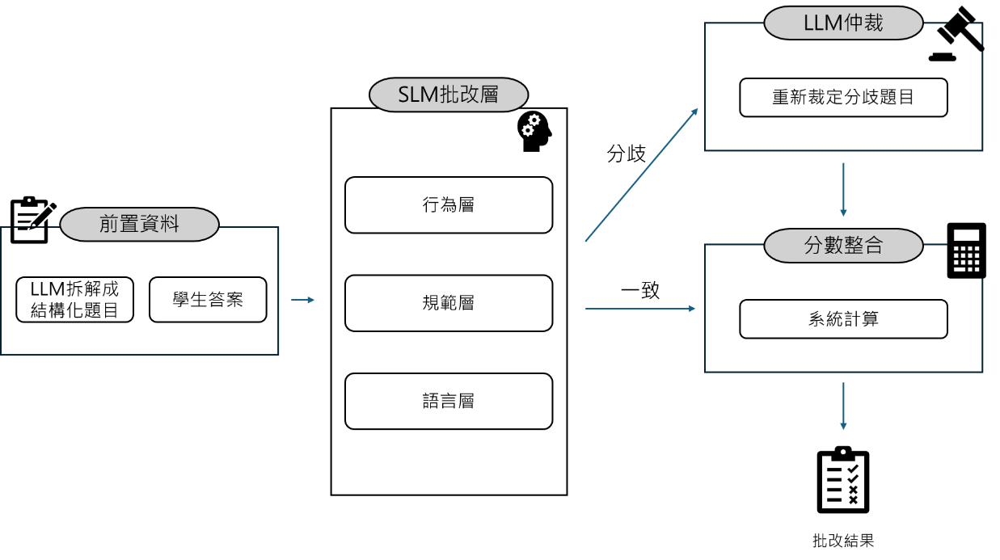 前置資料
LLM拆解成
結構化題目
學生答案
SLM批改層
行為層
規範層
語言層
分歧
一致
LLM仲裁
重新裁定分歧題目
分數整合
系統計算
批改結果